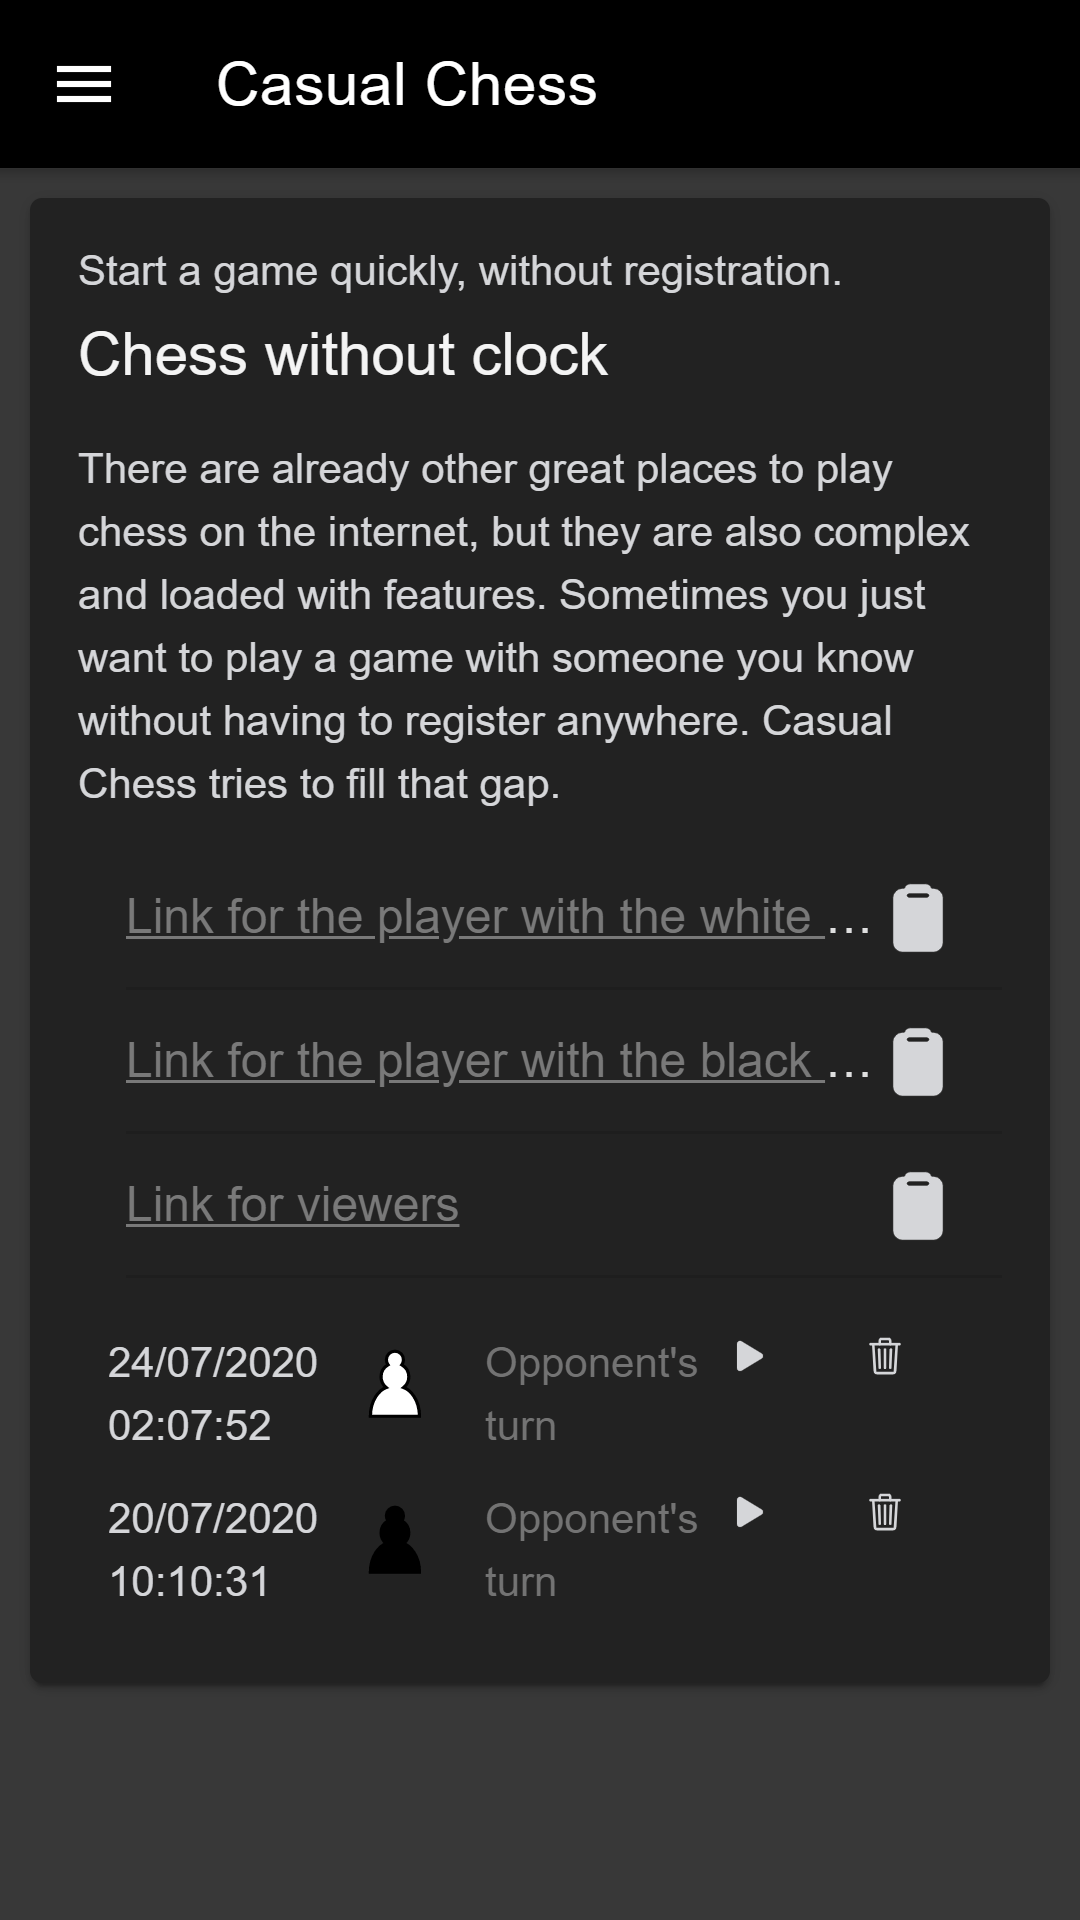 Casual Chess
Start a game quickly, without registration.
Chess without clock
There are already other great places to play
chess on the internet, but they are also complex
and loaded with features. Sometimes you just
want to play a game with someone you know
without having to register anywhere. Casual
Chess tries to fill that gap.
Link for the player with the white ...
Link for the player with the black ...
Link for viewers
24/07/2020 Opponent's
02:07:52 turn
20/07/2020 Opponent's
10:10:31 turn